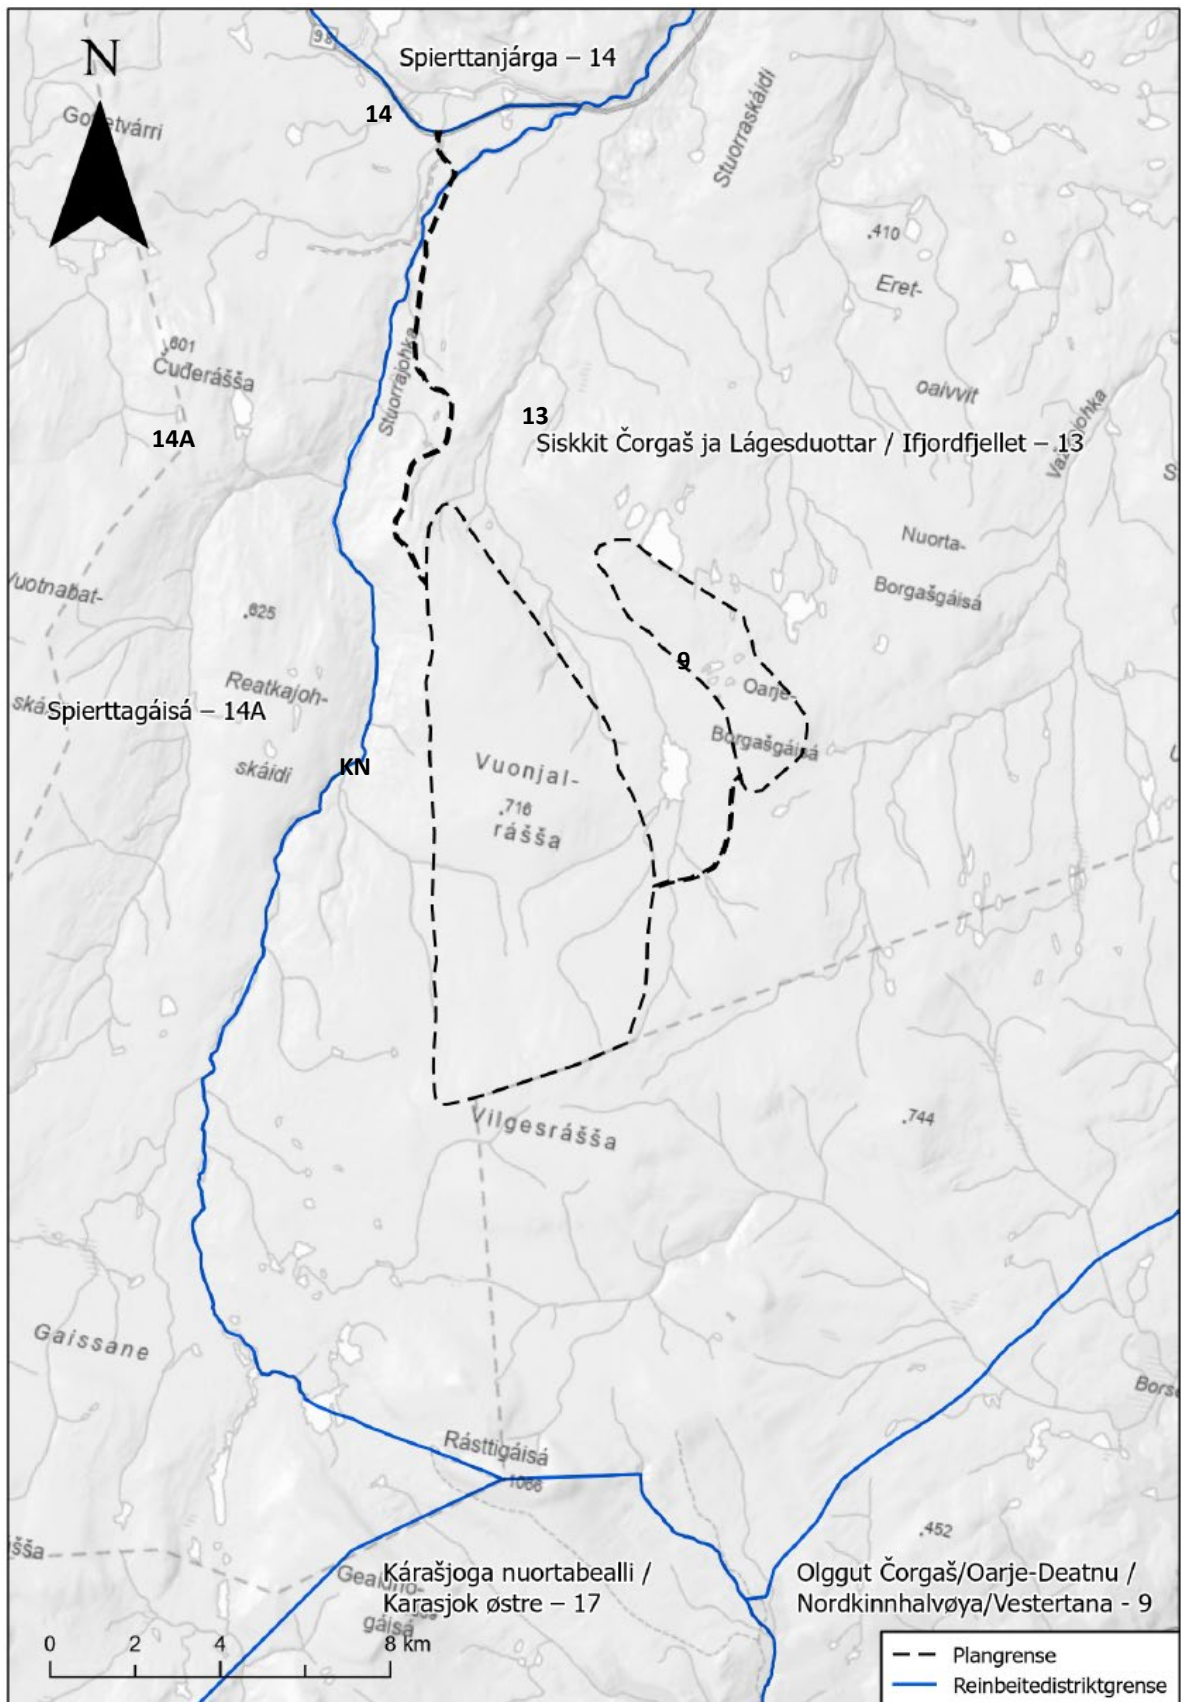 98
Spierttanjárga – 14
N
14
Stuorraskáidi
.410
Eret-
oaivvit
.601
Čuđerášša
Stuorrajohka
14A
13
Siskkit Čorgaš ja Lágesduottar / Ifjordfjellet – 13
Nuorta-
Borgašgáisá
.625
Reatkajoh-
skáidi
Spierttagáisá – 14A
9
Oarje-
Borgašgáisá
KN
Vuonjal-
.716
rášša
Vilgesrášša
.744
Gaissane
Rásttigáisá
1066
.452
Kárašjoga nuortabealli /
Karasjok østre – 17
gáisá
Olggut Čorgaš/Oarje-Deatnu /
Nordkinnhalvøya/Vestertana - 9
0 2 4 8 km
Plangrense
Reinbeitedistriktgrense